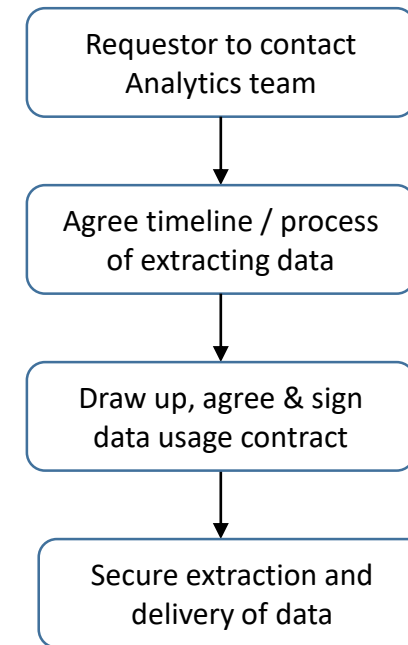 Requestor to contact
Analytics team
Agree timeline / process
of extracting data
Draw up, agree & sign
data usage contract
Secure extraction and
delivery of data